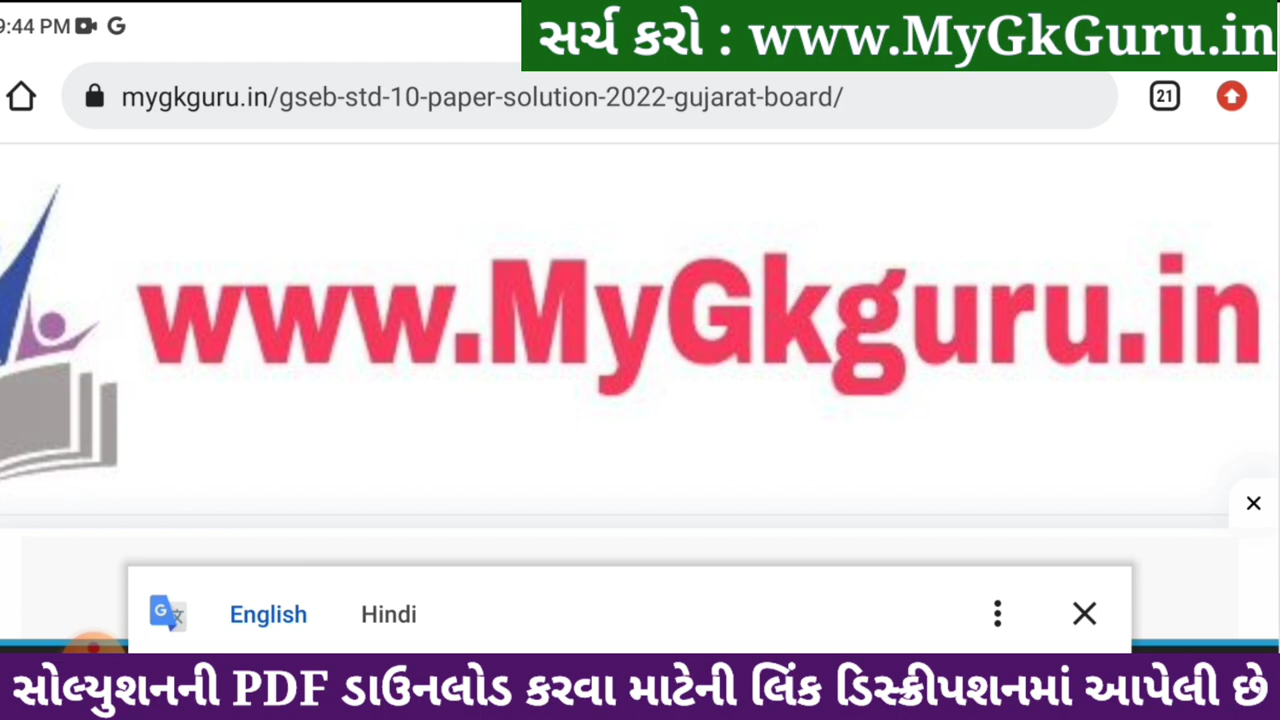 9:44 PM G
સર્ચ કરો : www.MyGkGuru.in
mygkguru.in/gseb-std-10-paper-solution-2022-gujarat-board/
21
www.MyGkguru.in
English Hindi
સોલ્યુશનની PDF ડાઉનલોડ કરવા માટેની લિંક ડિસ્ક્રીપશનમાં આપેલી છે